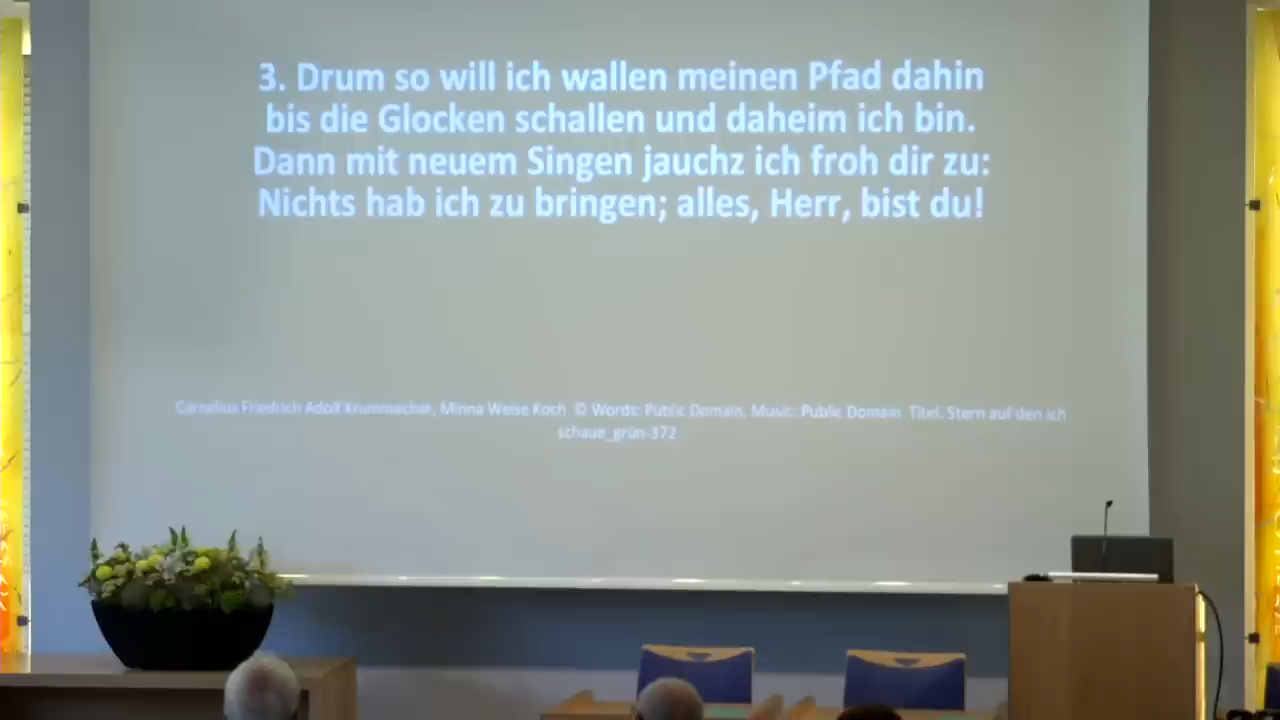 3. Drum so will ich wallen meinen Pfad dahin
bis die Glocken schallen und daheim ich bin.
Dann mit neuem Singen jauchz ich froh dir zu:
Nichts hab ich zu bringen; alles, Herr, bist du!
Cornelius Friedrich Adolf Krummacher, Minna Weise Koch © Words: Public Domain, Music: Public Domain Titel: Stern auf den ich
schaue_grün-372